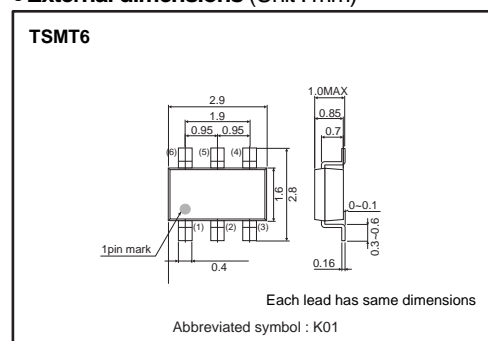 External dimensions (Unit : mm)
TSMT6
1.0MAX
2.9
0.85
1.9
0.7
0.95 0.95
(6) (5) (4)
1.6
2.8
0~0.1
0.3~0.6
(1) (2) (3)
1pin mark
0.4
0.16
Each lead has same dimensions
Abbreviated symbol : K01